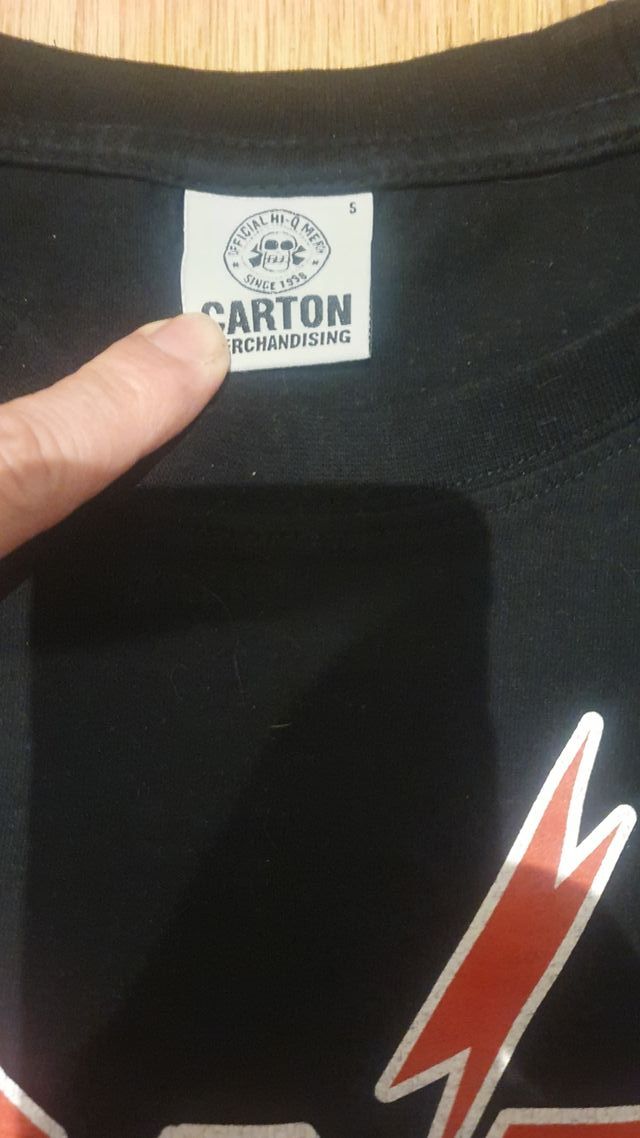 S
OFFICIAL HI-Q MERCH
SINCE 1998
CARTON
ERCHANDISING